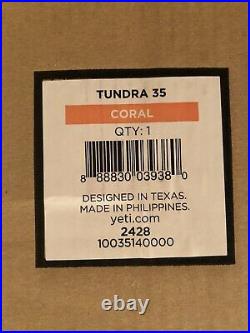 TUNDRA 35
CORAL
QTY: 1
8 88830 03938 0
DESIGNED IN TEXAS.
MADE IN PHILIPPINES.
yeti.com
2428
10035140000